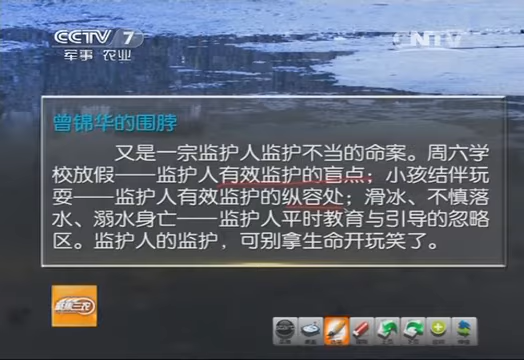 CCTV 7
军事 农业
CNTV
曾锦华的围脖
又是一宗监护人监护不当的命案。周六学
校放假——监护人有效监护的盲点；小孩结伴玩
耍——监护人有效监护的纵容处；滑冰、不慎落
水、溺水身亡——监护人平时教育与引导的忽略
区。监护人的监护，可别拿生命开玩笑了。